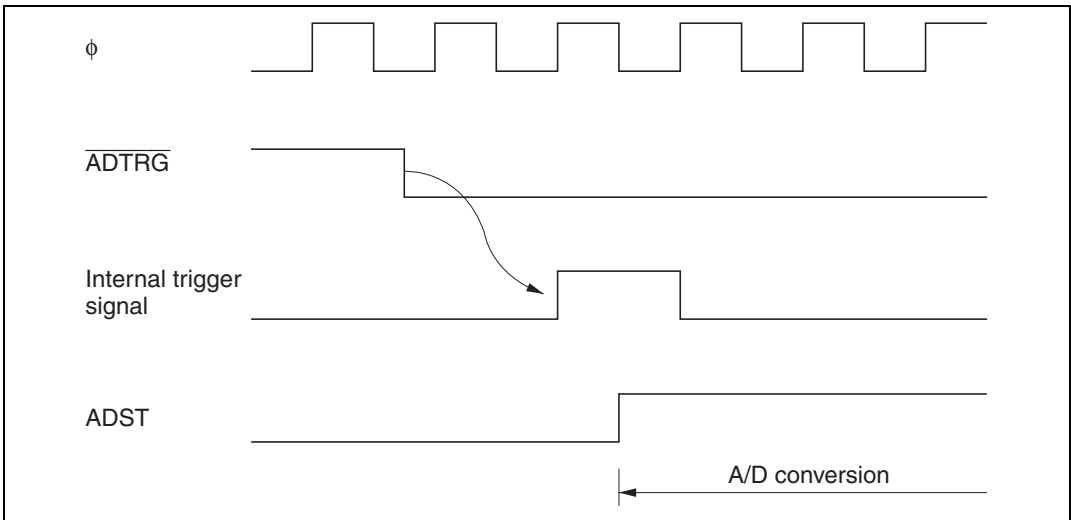 ϕ
ADTRG
Internal trigger
signal
ADST
A/D conversion